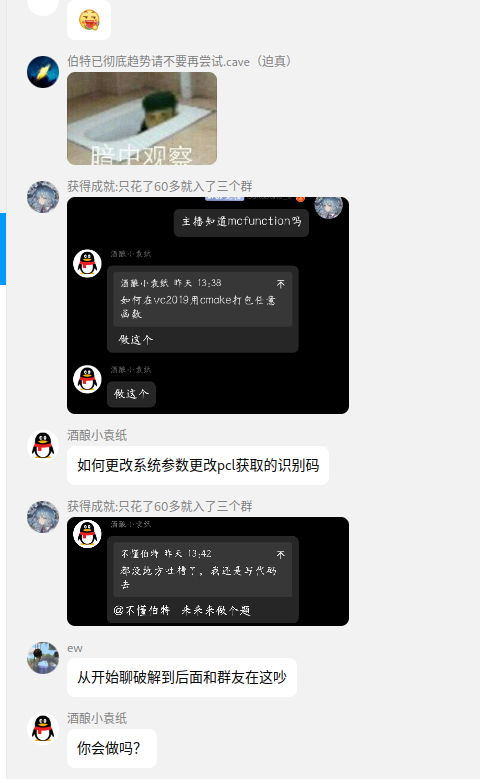 伯特已彻底趋势请不要再尝试.cave（迫真）
暗中观察
获得成就:只花了60多就入了三个群
主播知道mcfunction吗
酒酿小袁纸
酒酿小袁纸 昨天 13:38
如何在vc2019用cmake打包任意
函数
做这个
酒酿小袁纸
做这个
酒酿小袁纸
如何更改系统参数更改pcl获取的识别码
获得成就:只花了60多就入了三个群
酒酿小袁纸
不懂伯特 昨天 13:42
都没地方吐槽了，我还是写代码
去
@不懂伯特 来来来做个题
ew
从开始聊破解到后面和群友在这吵
酒酿小袁纸
你会做吗？